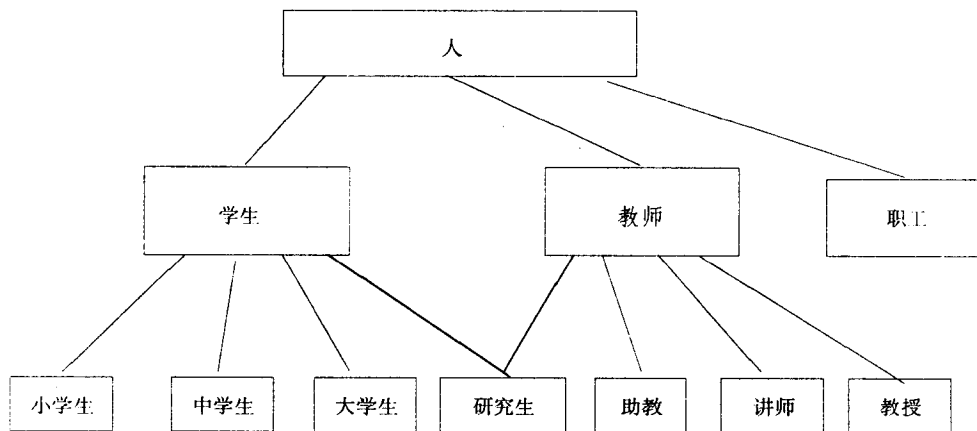 人
学生
教师
职工
小学生
中学生
大学生
研究生
助教
讲师
教授